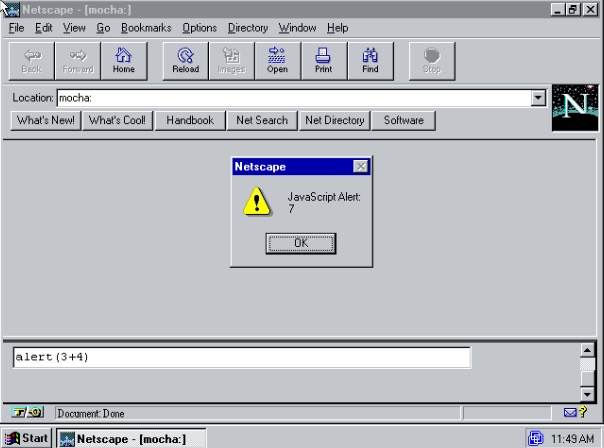 Netscape - [mocha:]
File Edit View Go Bookmarks Options Directory Window Help
Back Forward Home Reload Images Open Print Find Stop
Location: mocha:
N
What's New! What's Cool! Handbook Net Search Net Directory Software
Netscape
JavaScript Alert:
7
OK
alert(3+4)
Document: Done
Start Netscape - [mocha:] 11:49 AM